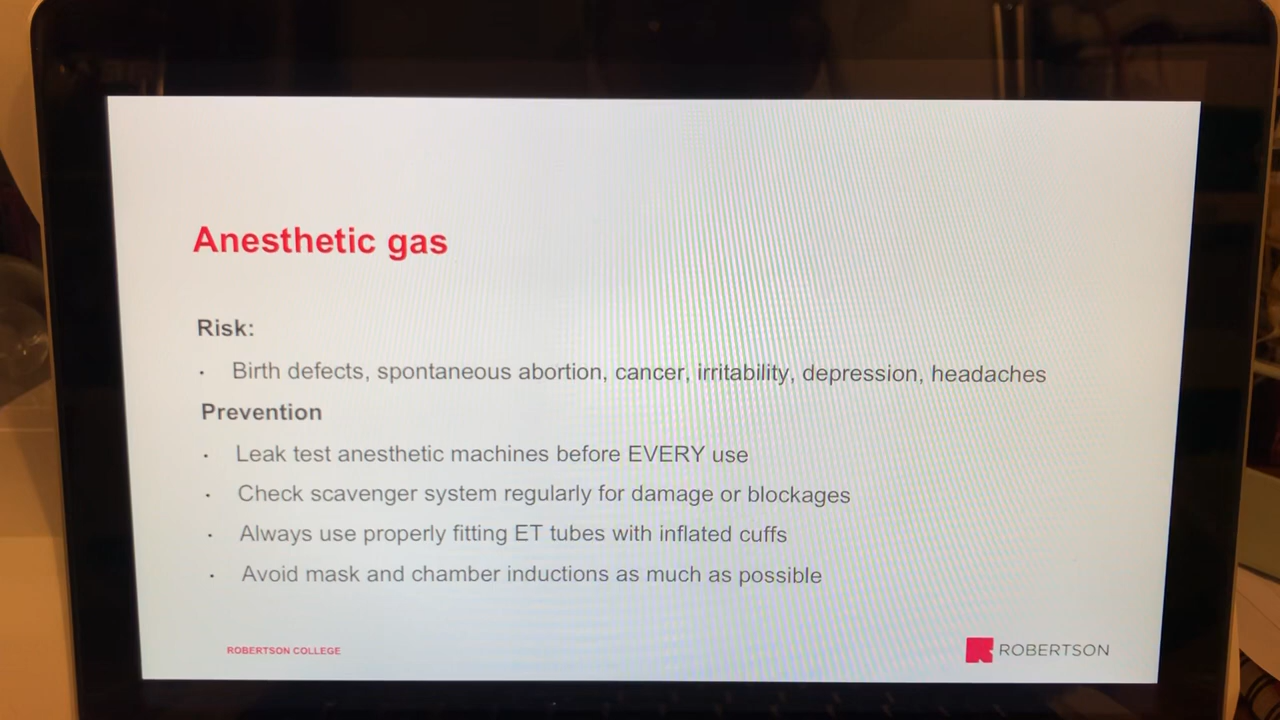 Anesthetic gas
Risk:
· Birth defects, spontaneous abortion, cancer, irritability, depression, headaches
Prevention
· Leak test anesthetic machines before EVERY use
· Check scavenger system regularly for damage or blockages
· Always use properly fitting ET tubes with inflated cuffs
· Avoid mask and chamber inductions as much as possible
ROBERTSON COLLEGE
ROBERTSON